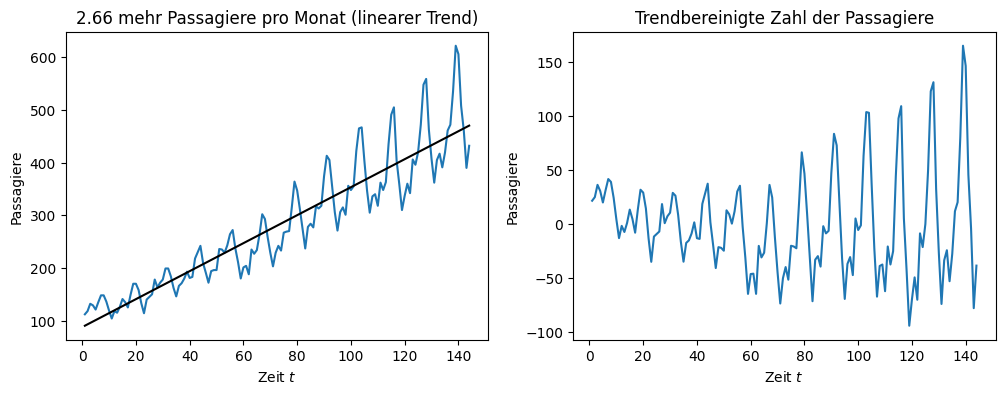 2.66 mehr Passagiere pro Monat (linearer Trend)
Passagiere
600
500
400
300
200
100
0 20 40 60 80 100 120 140
Zeit t
Trendbereinigte Zahl der Passagiere
Passagiere
150
100
50
0
−50
−100
0 20 40 60 80 100 120 140
Zeit t